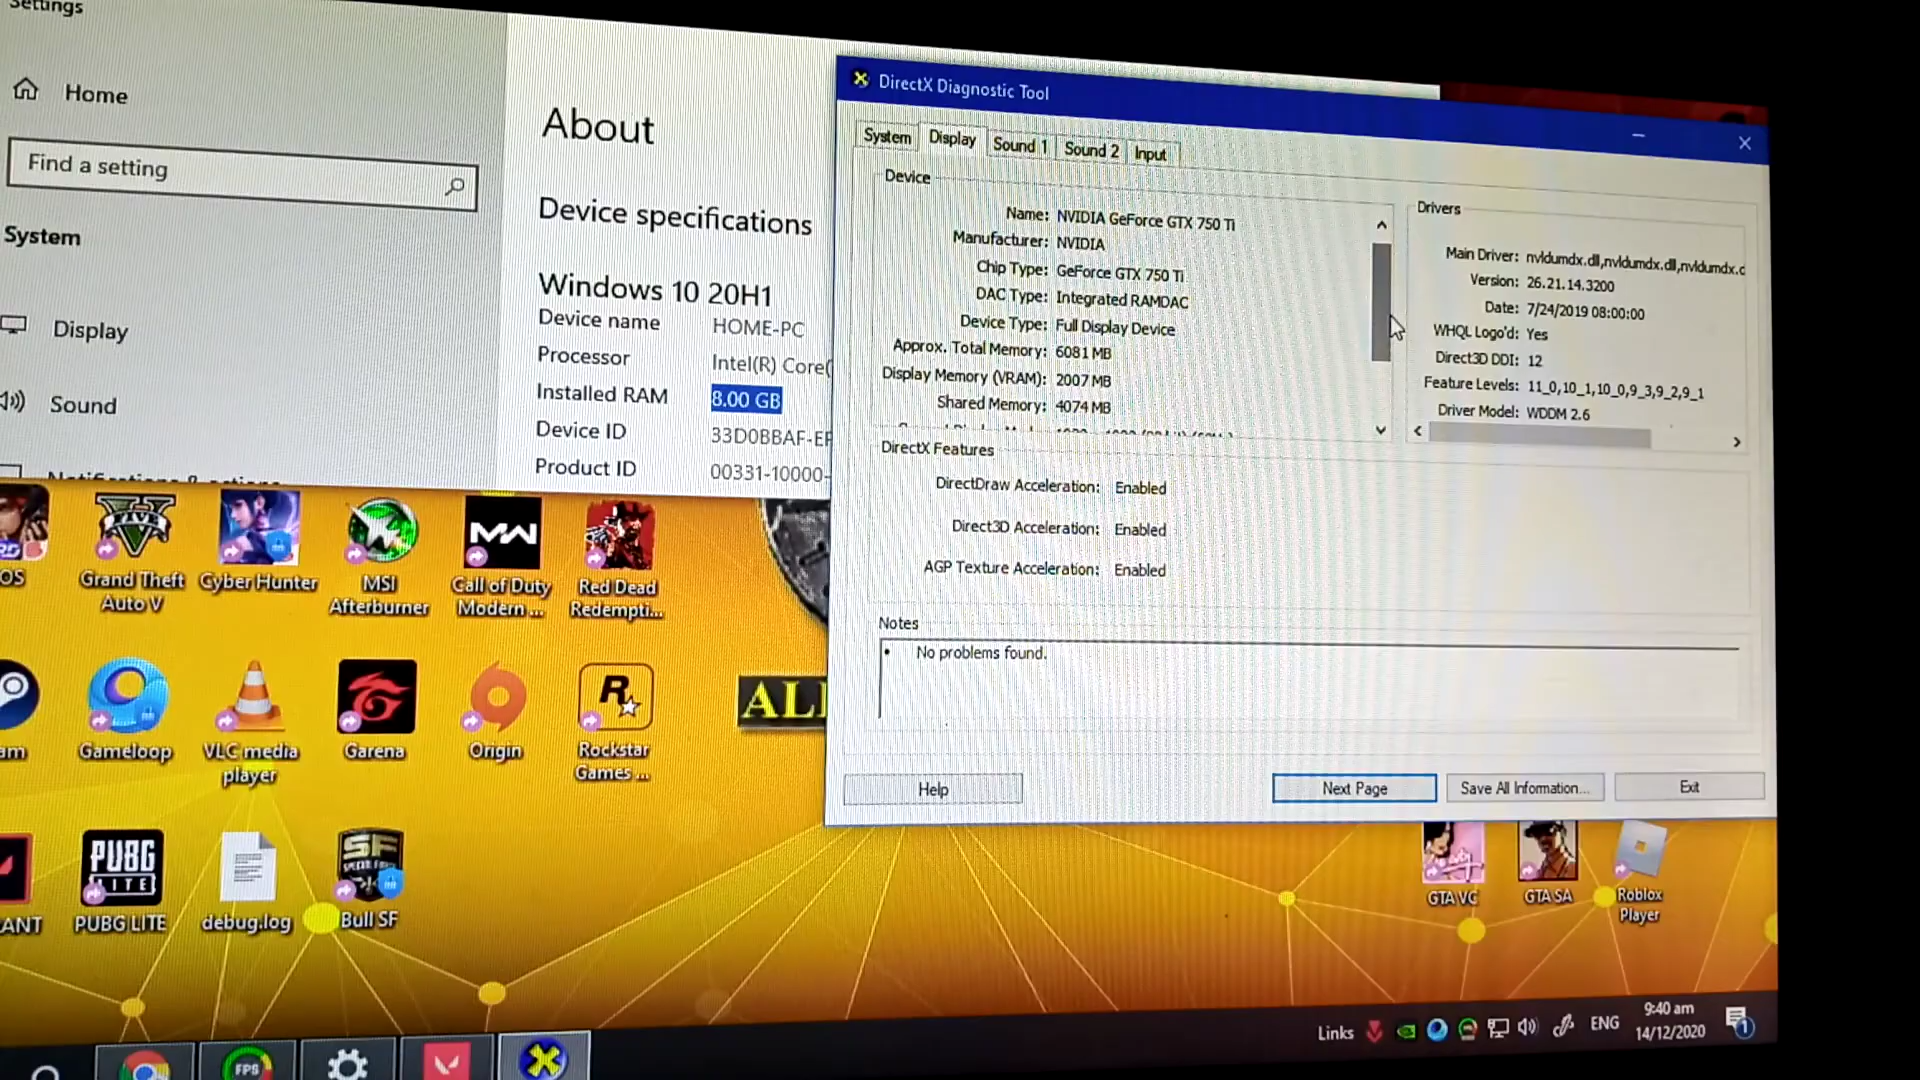 Settings
Home
Find a setting
System
Display
Sound
About
Device specifications
Windows 10 20H1
Device name HOME-PC
Processor Intel(R) Core(
Installed RAM 8.00 GB
Device ID 33D0BBAF-EF
Product ID 00331-10000-
DirectX Diagnostic Tool
System Display Sound 1 Sound 2 Input
Device
Name: NVIDIA GeForce GTX 750 Ti
Manufacturer: NVIDIA
Chip Type: GeForce GTX 750 Ti
DAC Type: Integrated RAMDAC
Device Type: Full Display Device
Approx. Total Memory: 6081 MB
Display Memory (VRAM): 2007 MB
Shared Memory: 4074 MB
Drivers
Main Driver: nvldumdx.dll,nvldumdx.dll,nvldumdx.d
Version: 26.21.14.3200
Date: 7/24/2019 08:00:00
WHQL Logo'd: Yes
Direct3D DDI: 12
Feature Levels: 11_0,10_1,10_0,9_3,9_2,9_1
Driver Model: WDDM 2.6
DirectX Features
DirectDraw Acceleration: Enabled
Direct3D Acceleration: Enabled
AGP Texture Acceleration: Enabled
Notes
No problems found.
Help
Next Page
Save All Information...
Exit
OS
FIVE
Grand Theft
Auto V
Cyber Hunter
MSI
Afterburner
MW
Call of Duty
Modern ...
Red Dead
Redempti...
am
Gameloop
VLC media
player
Garena
Origin
R
Rockstar
Games ...
ALI
ANT
PUBG
LITE
PUBG LITE
debug.log
SF
Bull SF
GTA VC
GTA SA
Roblox
Player
FPS
Links
ENG
9:40 am
14/12/2020
1